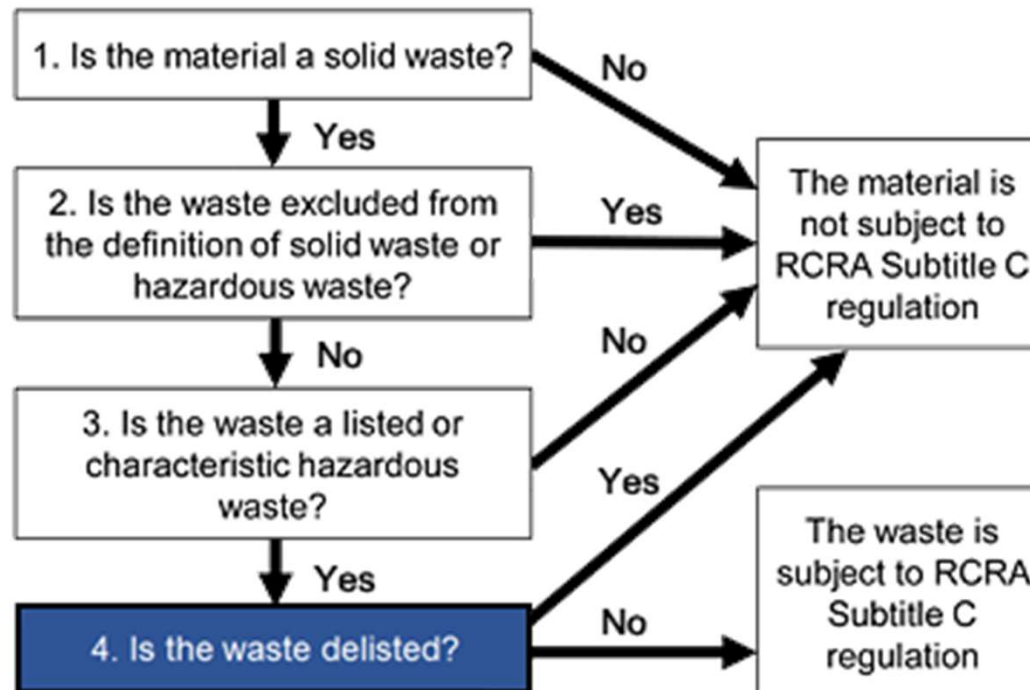 1. Is the material a solid waste?
No
Yes
2. Is the waste excluded from
the definition of solid waste or
hazardous waste?
Yes
The material is
not subject to
RCRA Subtitle C
regulation
No
No
3. Is the waste a listed or
characteristic hazardous
waste?
Yes
Yes
4. Is the waste delisted?
No
The waste is
subject to RCRA
Subtitle C
regulation